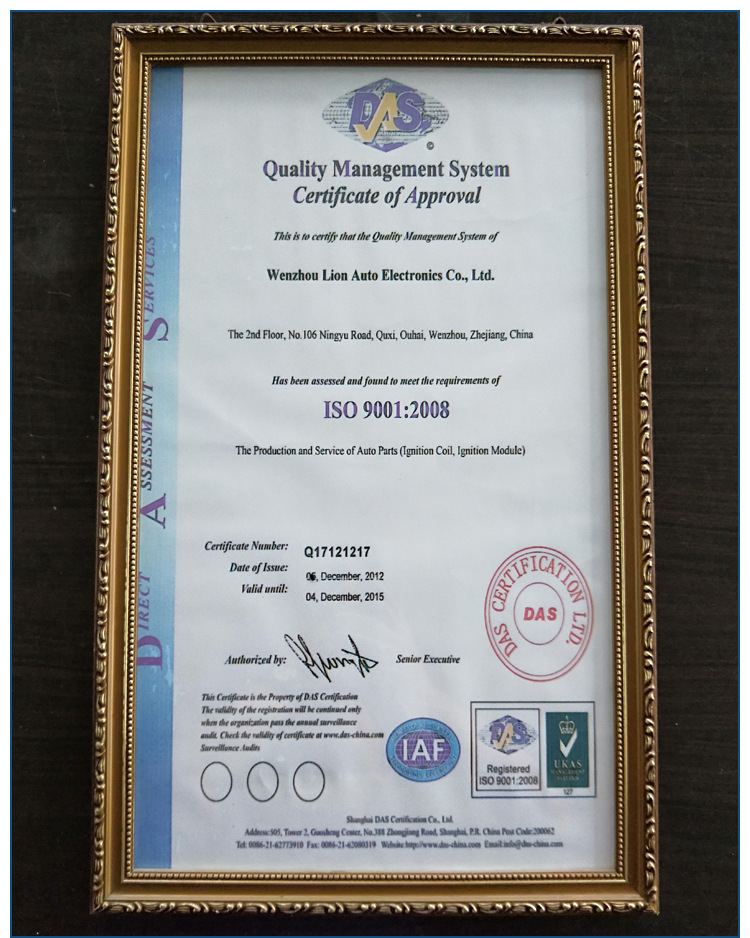 DAS
©
Quality Management System
Certificate of Approval
This is to certify that the Quality Management System of
Wenzhou Lion Auto Electronics Co., Ltd.
The 2nd Floor, No.106 Ningyu Road, Quxi, Ouhai, Wenzhou, Zhejiang, China
Has been assessed and found to meet the requirements of
ISO 9001:2008
The Production and Service of Auto Parts (Ignition Coil, Ignition Module)
DIRECT ASSESSMENT SERVICES
Certificate Number: Q17121217
Date of Issue: 05, December, 2012
Valid until: 04, December, 2015
DAS CERTIFICATION LTD.
DAS
Authorized by: Senior Executive
This Certificate is the Property of DAS Certification
The validity of the registration will be continued only
when the organization pass the annual surveillance
audit. Check the validity of certificate at www.das-china.com
Surveillance Audits
IAF
DAS
Registered
ISO 9001:2008
UKAS
MANAGEMENT
SYSTEMS
127
Shanghai DAS Certification Co., Ltd.
Address:505, Tower 2, Guosheng Center, No.388 Zhongjiang Road, Shanghai, P.R. China Post Code:200062
Tel: 0086-21-62773910 Fax: 0086-21-62080319 Website:http://www.das-china.com Email:info@das-china.com